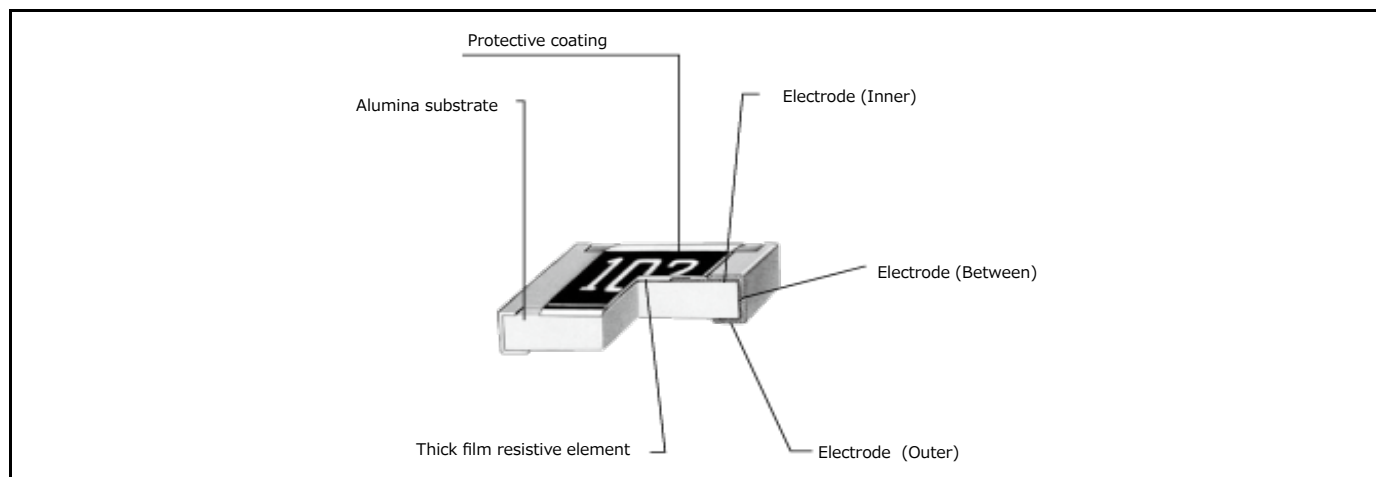 Protective coating
Alumina substrate
Electrode (Inner)
Electrode (Between)
102
Thick film resistive element
Electrode (Outer)